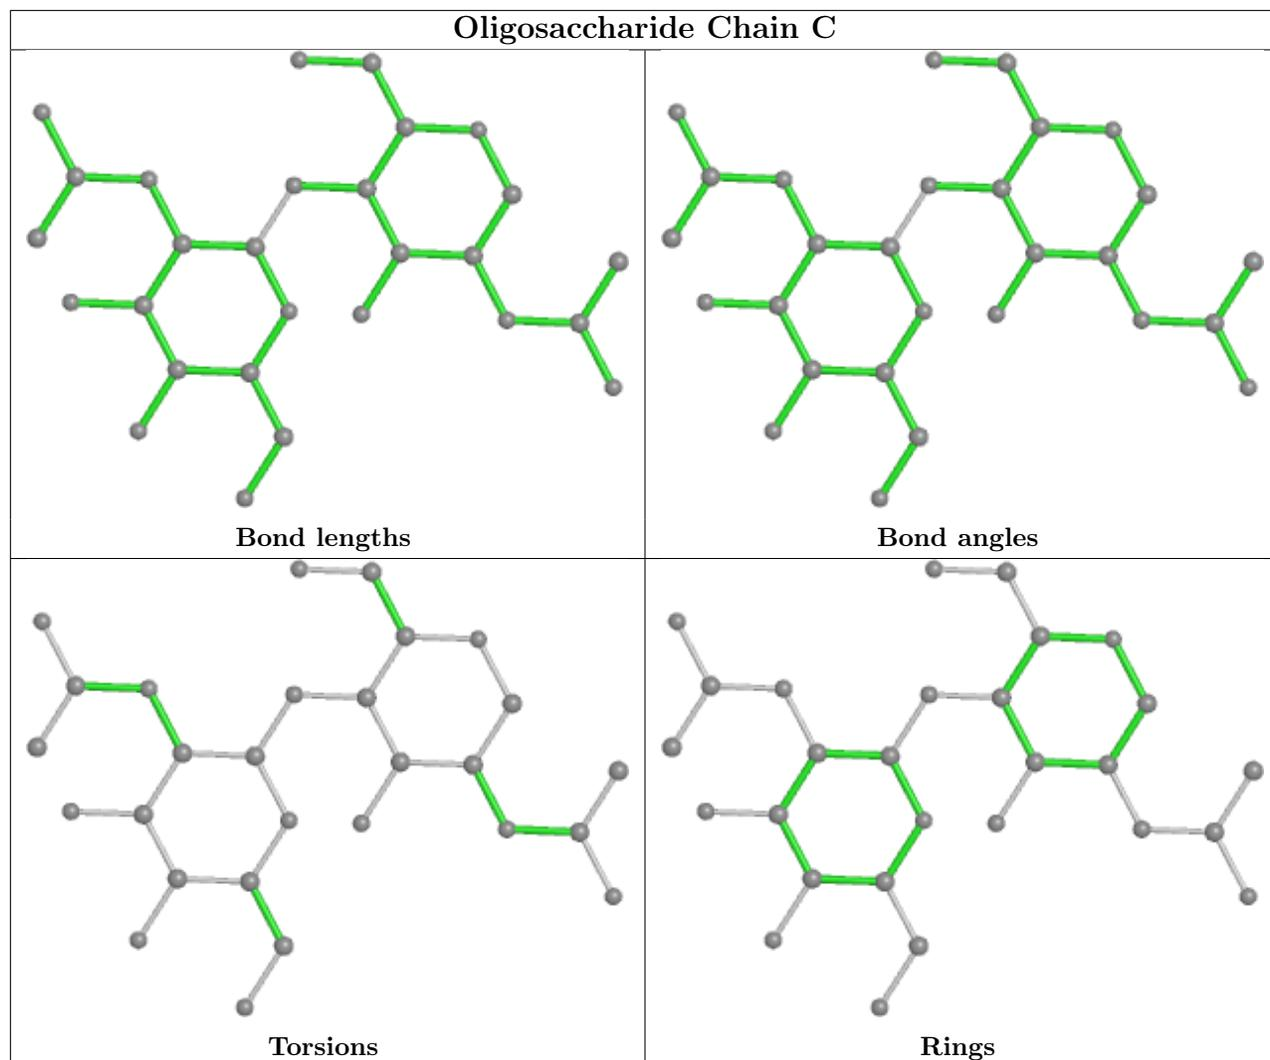 Oligosaccharide Chain C
Bond lengths
Bond angles
Torsions
Rings